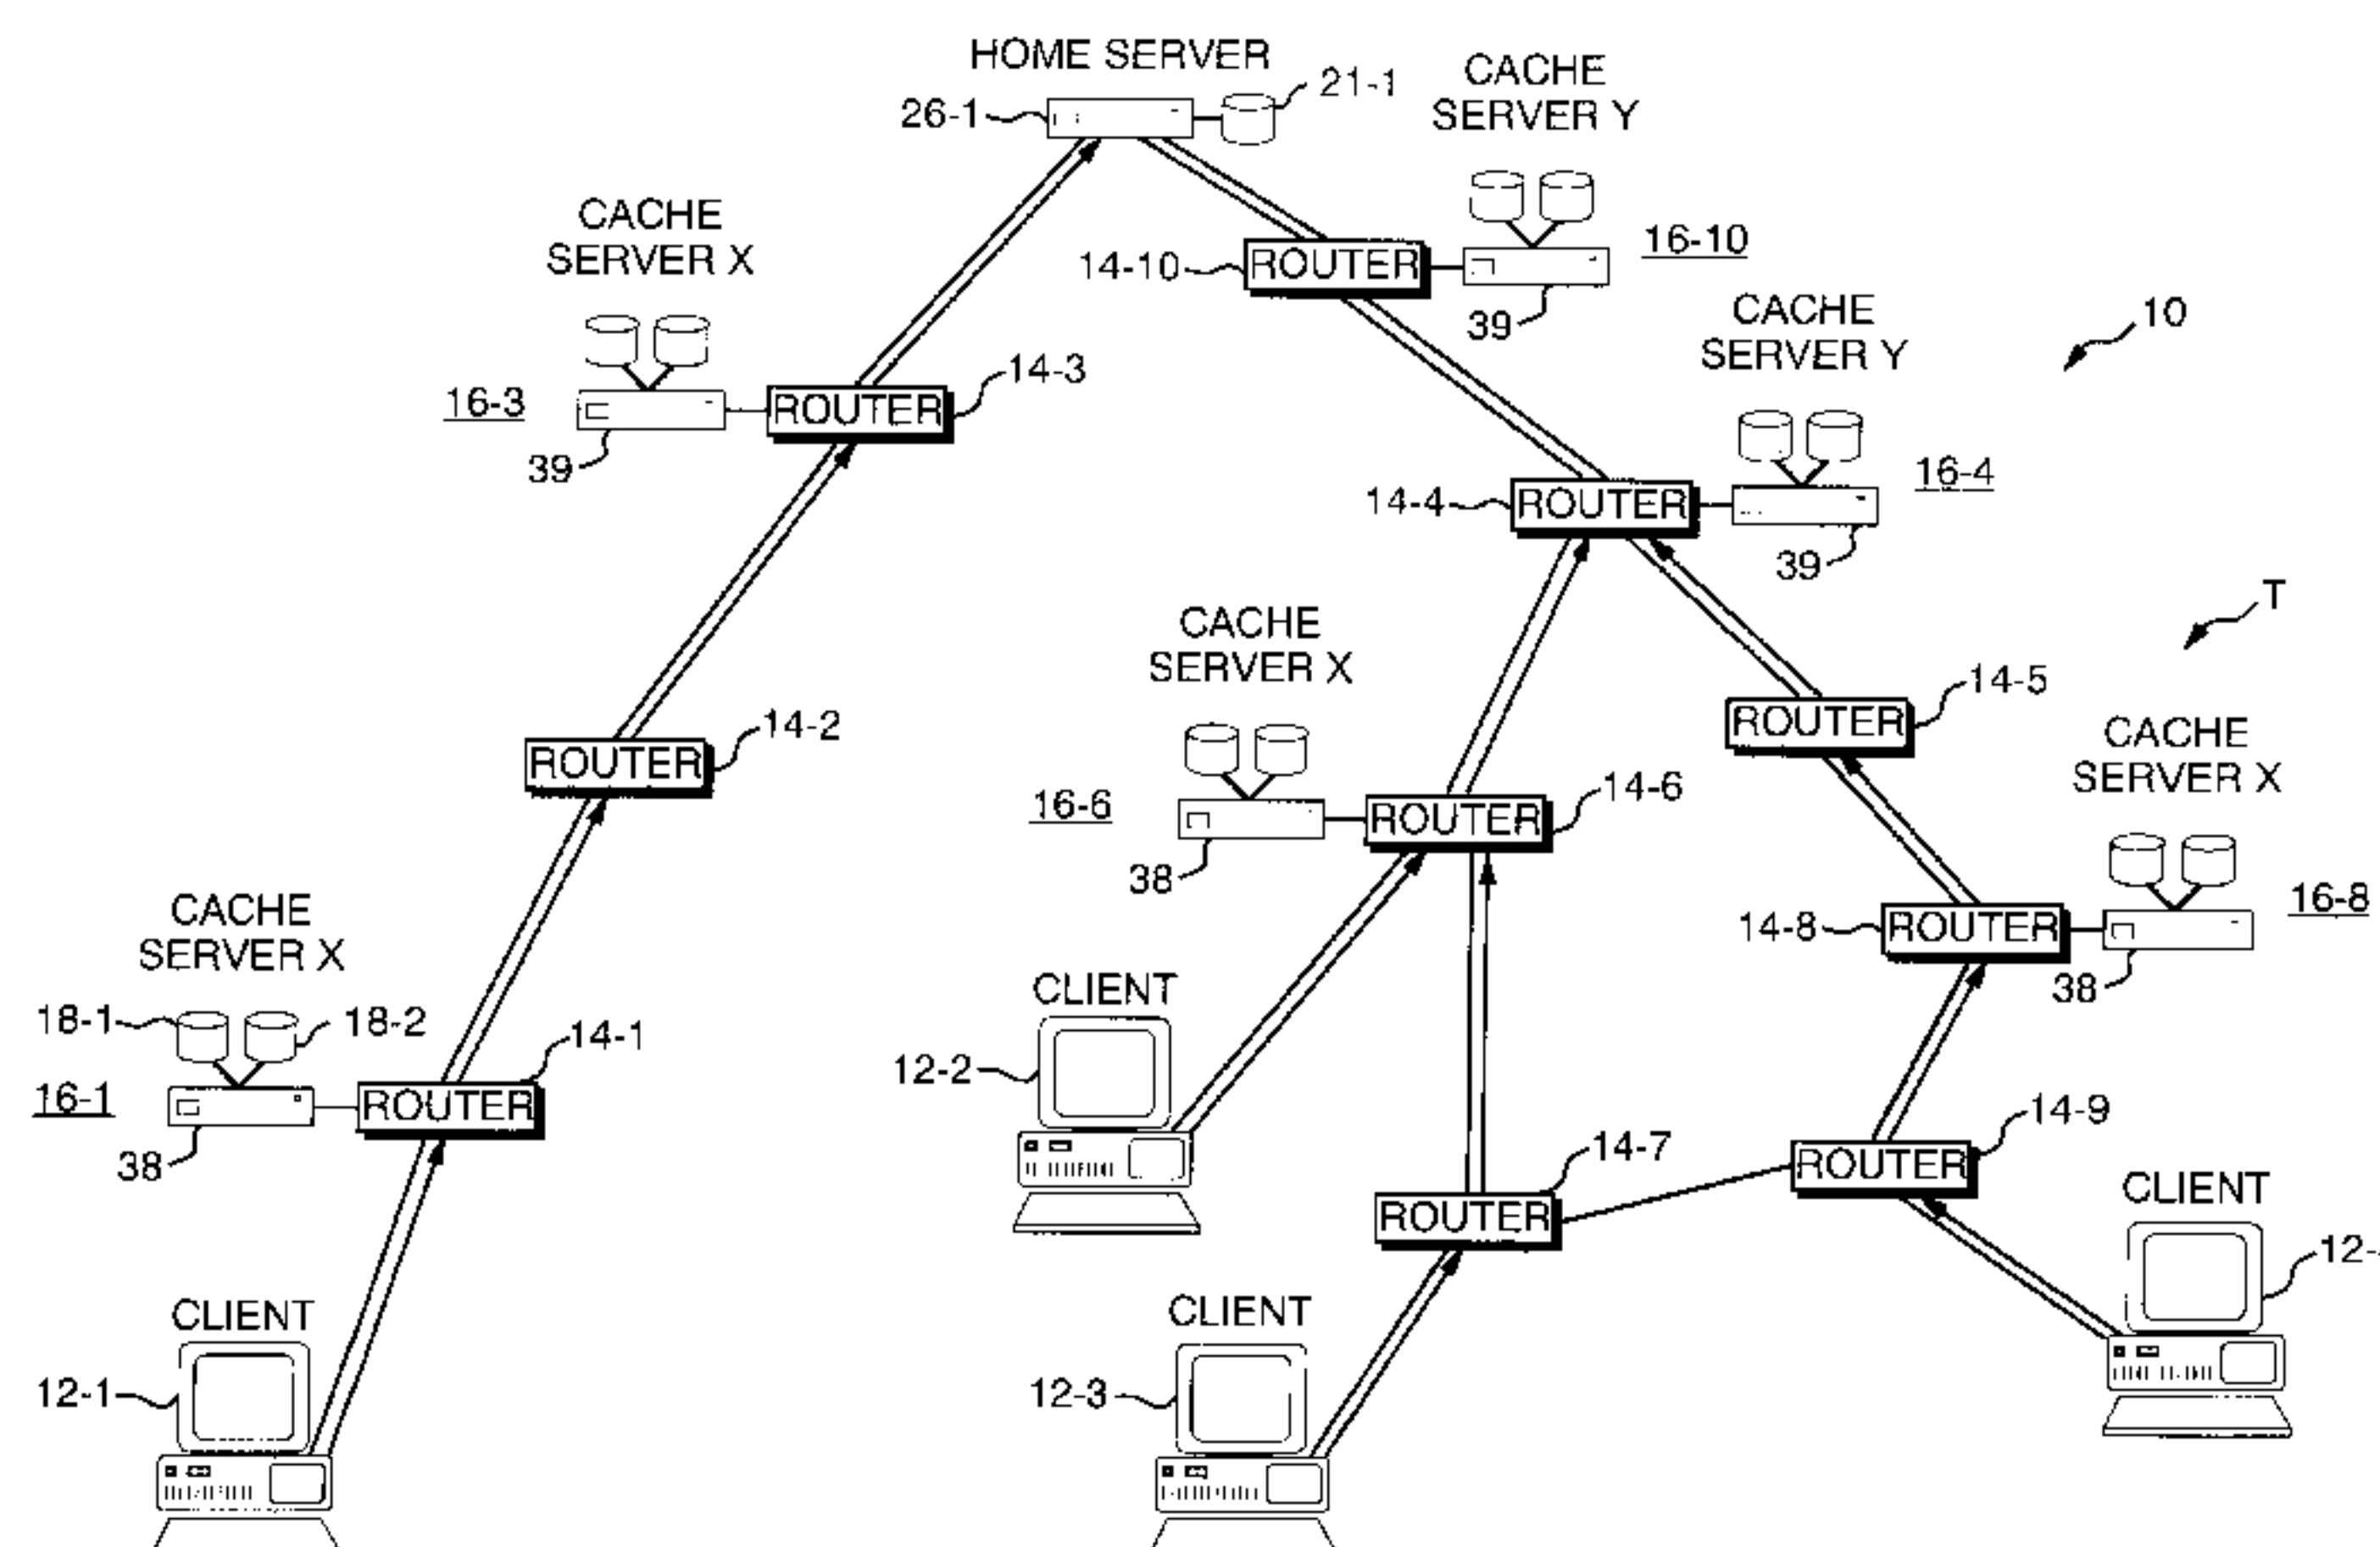 HOME SERVER
26-1
21-1
CACHE
SERVER Y
CACHE
SERVER X
14-10
ROUTER
16-10
39
CACHE
SERVER Y
10
16-3
39
ROUTER
14-3
14-4
ROUTER
16-4
39
T
CACHE
SERVER X
14-5
ROUTER
CACHE
SERVER X
ROUTER
14-2
16-6
38
ROUTER
14-6
14-8
ROUTER
16-8
38
CACHE
SERVER X
18-1
18-2
14-1
16-1
38
ROUTER
CLIENT
12-2
14-7
ROUTER
14-9
ROUTER
CLIENT
12-
CLIENT
12-1
CLIENT
12-3